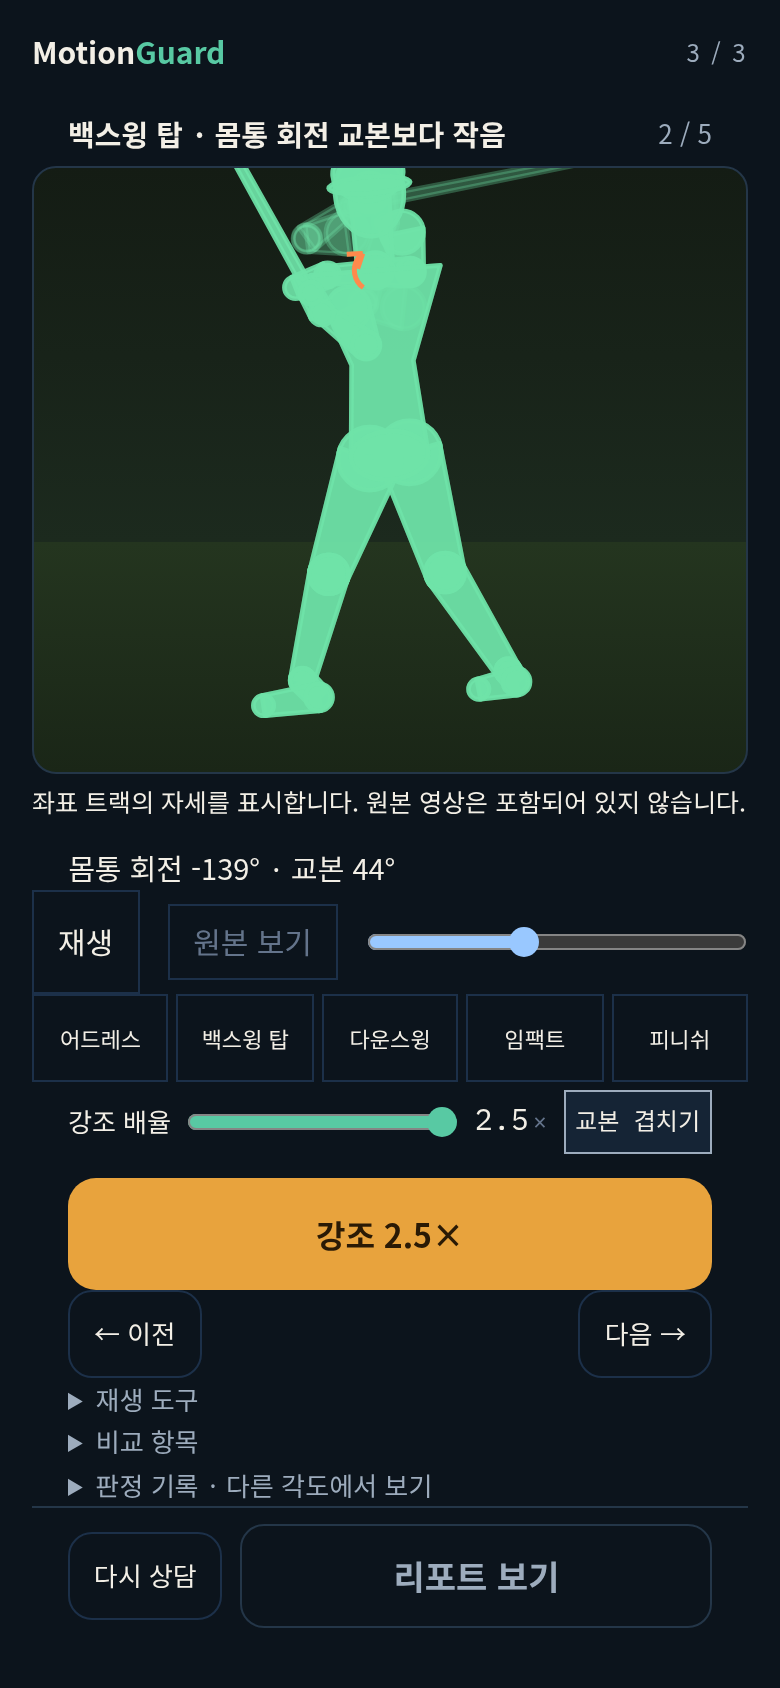 MotionGuard 3 / 3
백스윙 탑 · 몸통 회전 교본보다 작음 2 / 5
좌표 트랙의 자세를 표시합니다. 원본 영상은 포함되어 있지 않습니다.
몸통 회전 -139° · 교본 44°
재생 원본 보기
어드레스 백스윙 탑 다운스윙 임팩트 피니쉬
강조 배율 2.5× 교본 겹치기
강조 2.5×
← 이전 다음 →
▶ 재생 도구
▶ 비교 항목
▶ 판정 기록 · 다른 각도에서 보기
다시 상담 리포트 보기